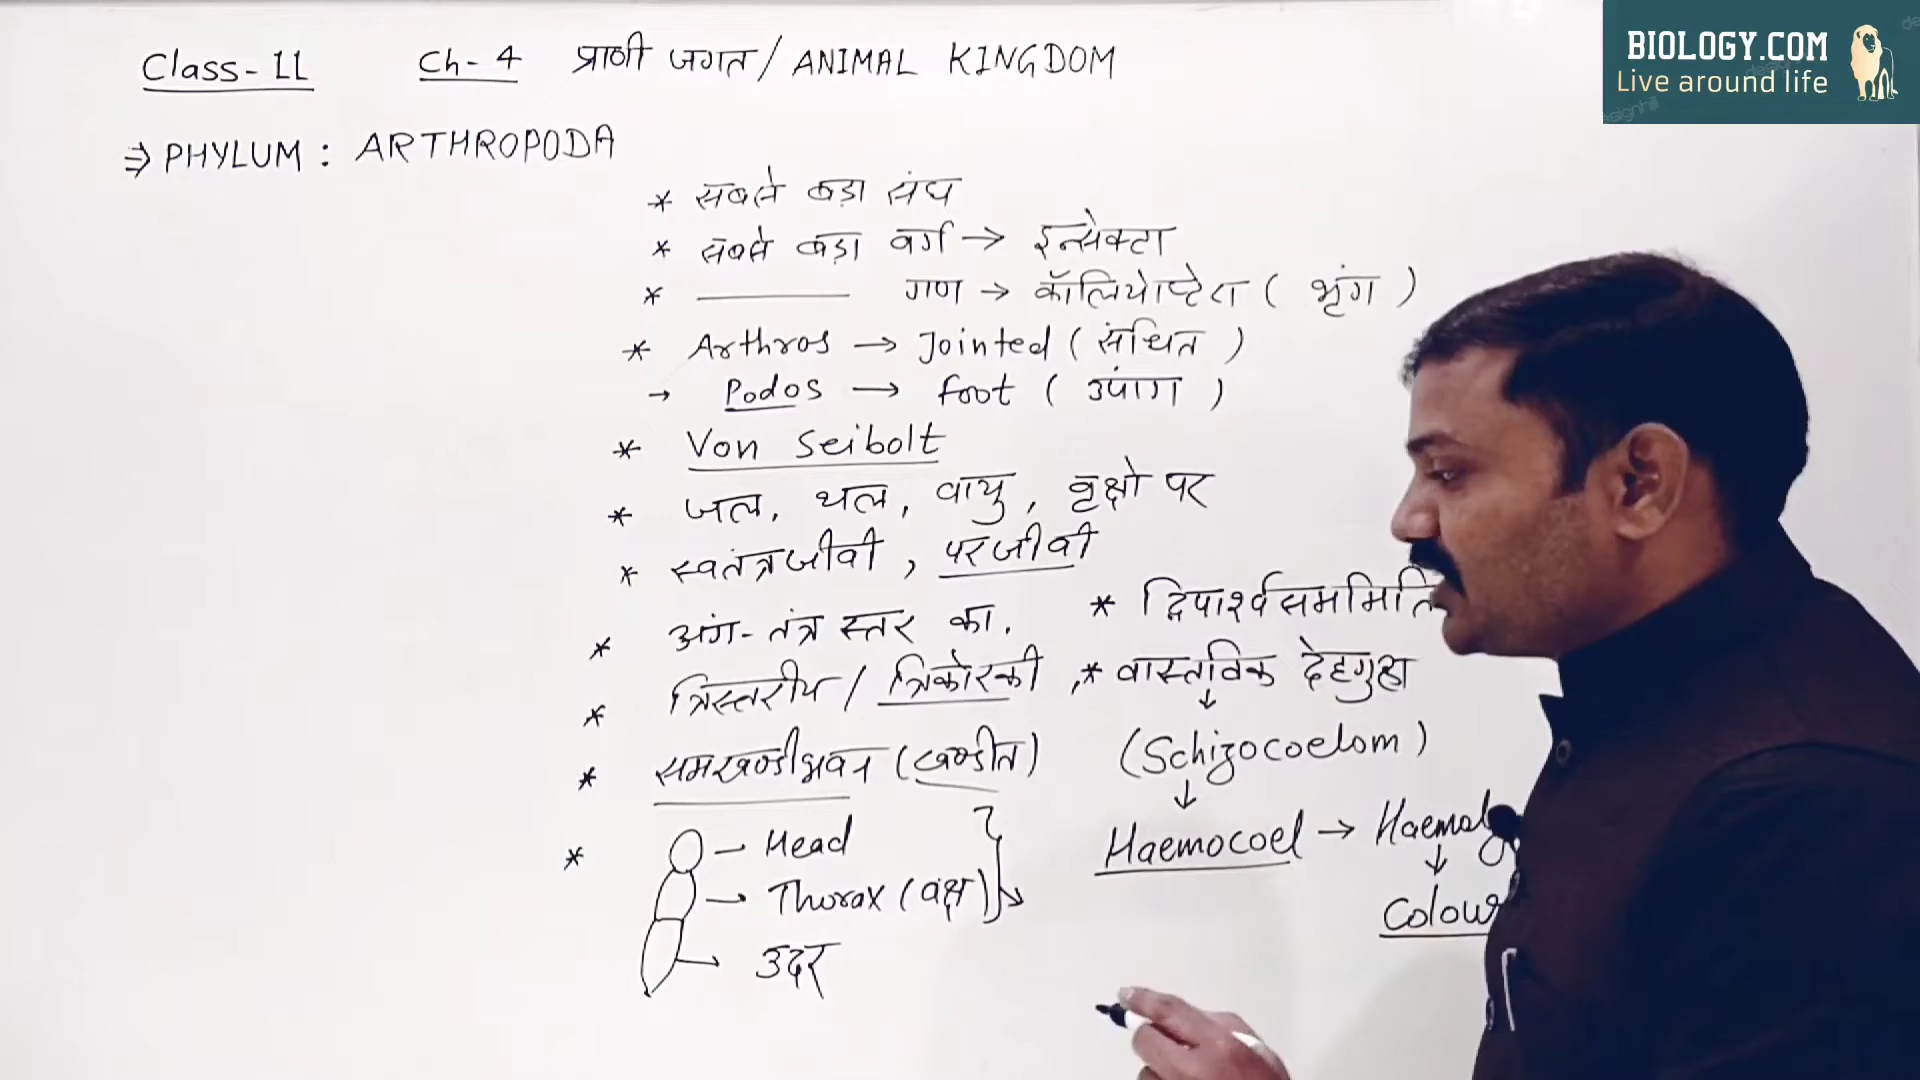 BIOLOGY.COM
Live around life
Class-11 Ch-4 प्राणी जगत/ANIMAL KINGDOM
⇒ PHYLUM: ARTHROPODA
* सबसे बड़ा संघ
* सबसे बड़ा वर्ग → इन्सेक्टा
* ——— गण → कॉलियोप्टेरा ( भृंग )
* Arthros → Jointed ( संधित )
→ Podos → foot ( उपांग )
* Von Seibolt
* जल, थल, वायु, वृक्षो पर
* स्वतंत्रजीवी, परजीवी
* अंग-तंत्र स्तर का.
* द्विपार्श्वसममिति
* त्रिस्तरीय / त्रिकोरकी,
* वास्तविक देहगुहा
↓
* समखण्डीभवन (खण्डीत)
(Schizocoelom)
↓
* — Head
→ Thorax (वक्ष)
→ उदर
Haemocoel →
↓